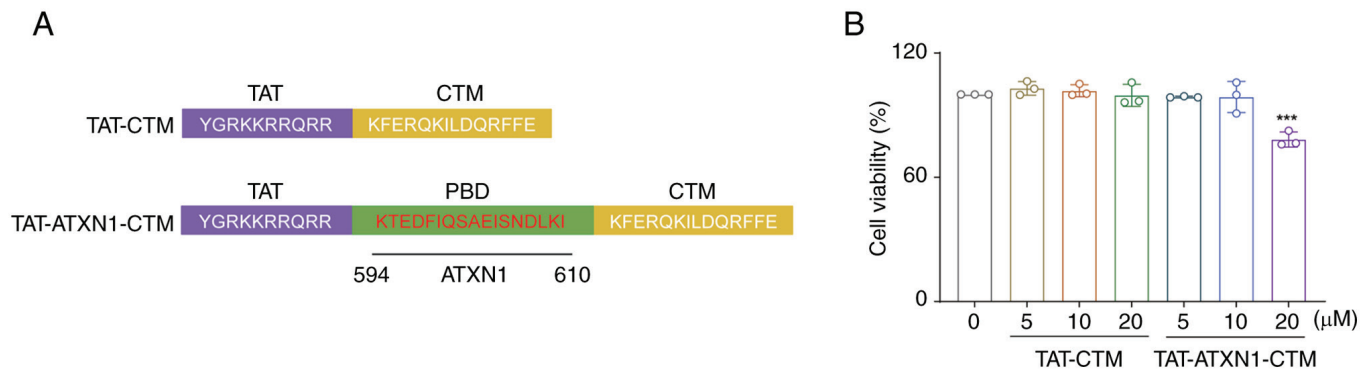 A
TAT CTM
TAT-CTM YGRKKRRQRR KFERQKILDQRFFE
TAT PBD CTM
TAT-ATXN1-CTM YGRKKRRQRR KTEDFIQSAEISNDLKI KFERQKILDQRFFE
594 ATXN1 610
B
Cell viability (%)
120
60
0
***
0 5 10 20 5 10 20 (μM)
TAT-CTM TAT-ATXN1-CTM